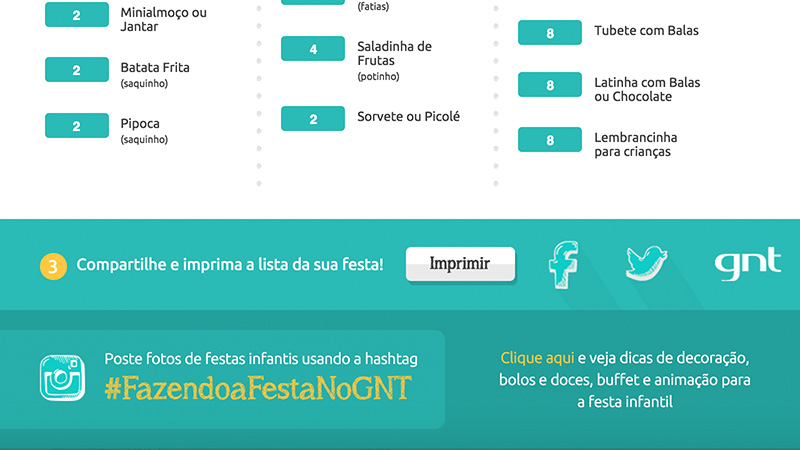 2
Minialmoço ou
Jantar
2
Batata Frita
(saquinho)
2
Pipoca
(saquinho)
(fatias)
4
Saladinha de
Frutas
(potinho)
2
Sorvete ou Picolé
8
Tubete com Balas
8
Latinha com Balas
ou Chocolate
8
Lembrancinha
para crianças
3
Compartilhe e imprima a lista da sua festa!
Imprimir
f
gnt
Poste fotos de festas infantis usando a hashtag
#FazendoaFestaNoGNT
Clique aqui e veja dicas de decoração,
bolos e doces, buffet e animação para
a festa infantil